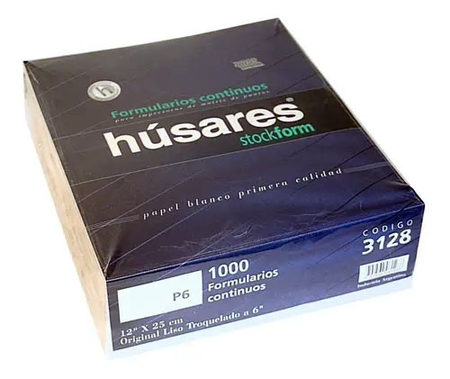 h
Formularios continuos
para impresoras de matriz de puntos
húsares®
stockform
papel blanco primera calidad
CODIGO
3128
Industria Argentina
P6
1000
Formularios
continuos
12" X 25 cm
Original Liso Troquelado a 6"